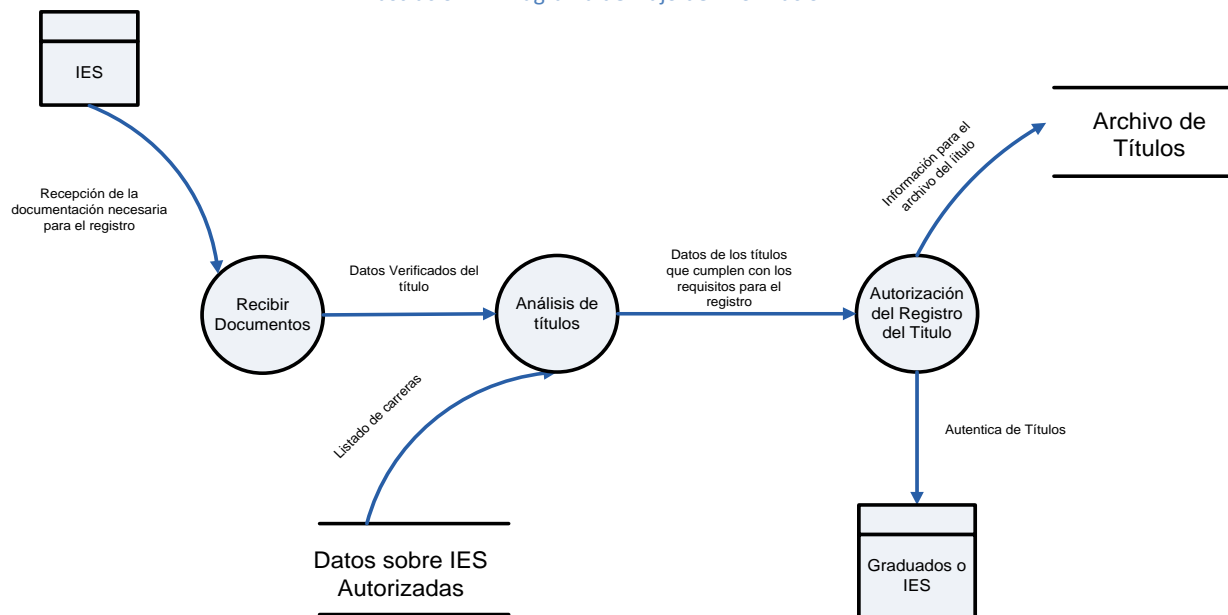 IES
Recepción de la
documentación necesaria
para el registro
Recibir
Documentos
Datos Verificados del
título
Análisis de
títulos
Listado de carreras
Datos sobre IES
Autorizadas
Datos de los títulos
que cumplen con los
requisitos para el
registro
Autorización
del Registro
del Titulo
Información para el
archivo del
Archivo de
Títulos
Autentica de Títulos
Graduados o
IES